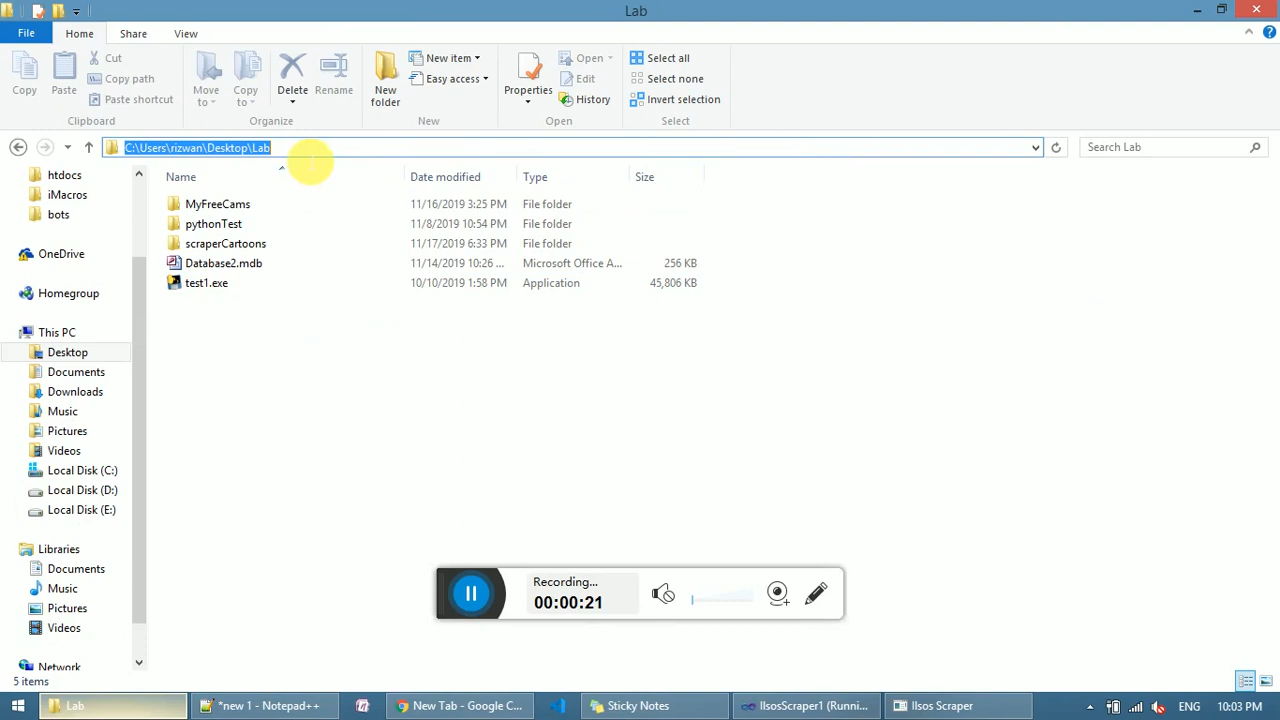 Lab
File
Home
Share
View
Copy
Paste
Cut
Copy path
Paste shortcut
Clipboard
Move to
Copy to
Delete
Rename
Organize
New folder
New item
Easy access
New
Properties
Open
Edit
History
Open
Select all
Select none
Invert selection
Select
C:\Users\rizwan\Desktop\Lab
Search Lab
Name Date modified Type Size
MyFreeCams 11/16/2019 3:25 PM File folder
pythonTest 11/8/2019 10:54 PM File folder
scraperCartoons 11/17/2019 6:33 PM File folder
Database2.mdb 11/14/2019 10:26 ... Microsoft Office A... 256 KB
test1.exe 10/10/2019 1:58 PM Application 45,806 KB
htdocs
iMacros
bots
OneDrive
Homegroup
This PC
Desktop
Documents
Downloads
Music
Pictures
Videos
Local Disk (C:)
Local Disk (D:)
Local Disk (E:)
Libraries
Documents
Music
Pictures
Videos
Network
Recording...
00:00:21
5 items
Lab
*new 1 - Notepad++
New Tab - Google C...
Sticky Notes
IlsosScraper1 (Runni...
Ilsos Scraper
ENG
10:03 PM